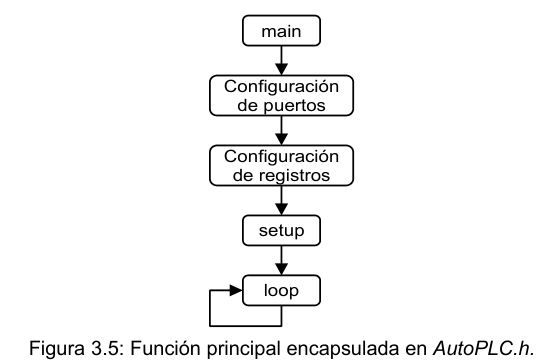 main
Configuración
de puertos
Configuración
de registros
setup
loop
Figura 3.5: Función principal encapsulada en AutoPLC.h.